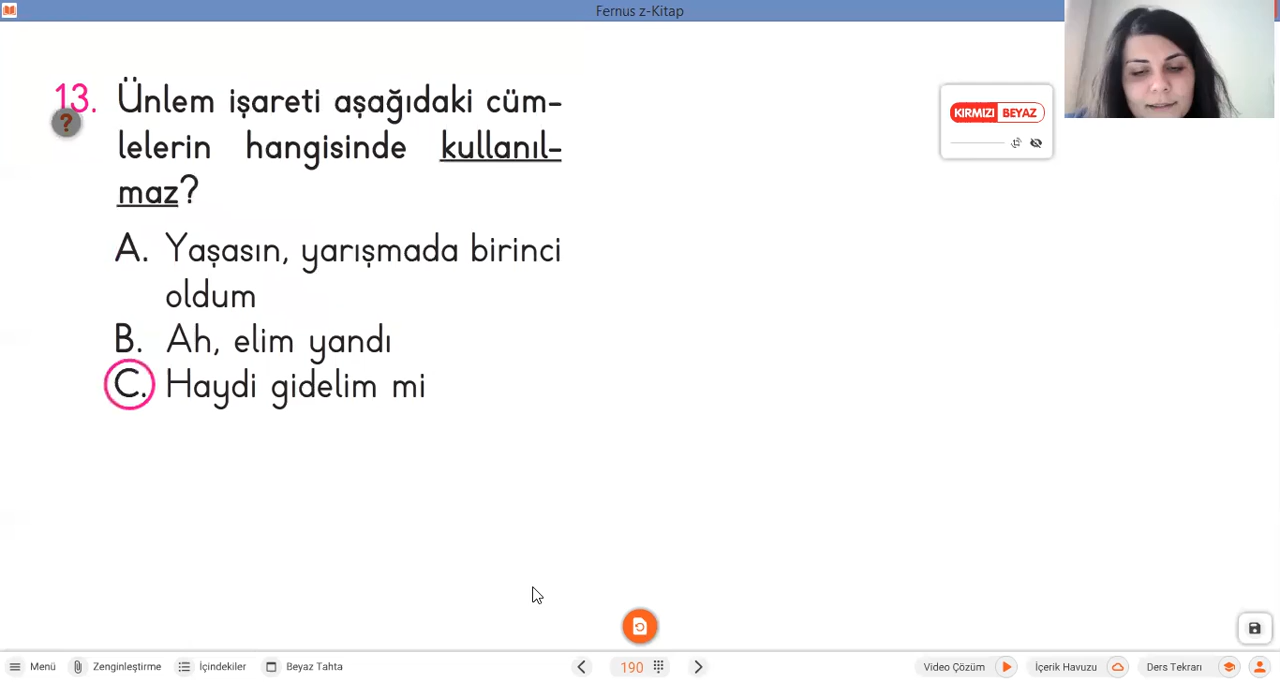 Fernus z-Kitap
13. Ünlem işareti aşağıdaki cüm-
?
lelerin hangisinde kullanıl-
maz?
A. Yaşasın, yarışmada birinci
oldum
B. Ah, elim yandı
C. Haydi gidelim mi
KIRMIZI BEYAZ
Menü Zenginleştirme İçindekiler Beyaz Tahta 190 Video Çözüm İçerik Havuzu Ders Tekrarı